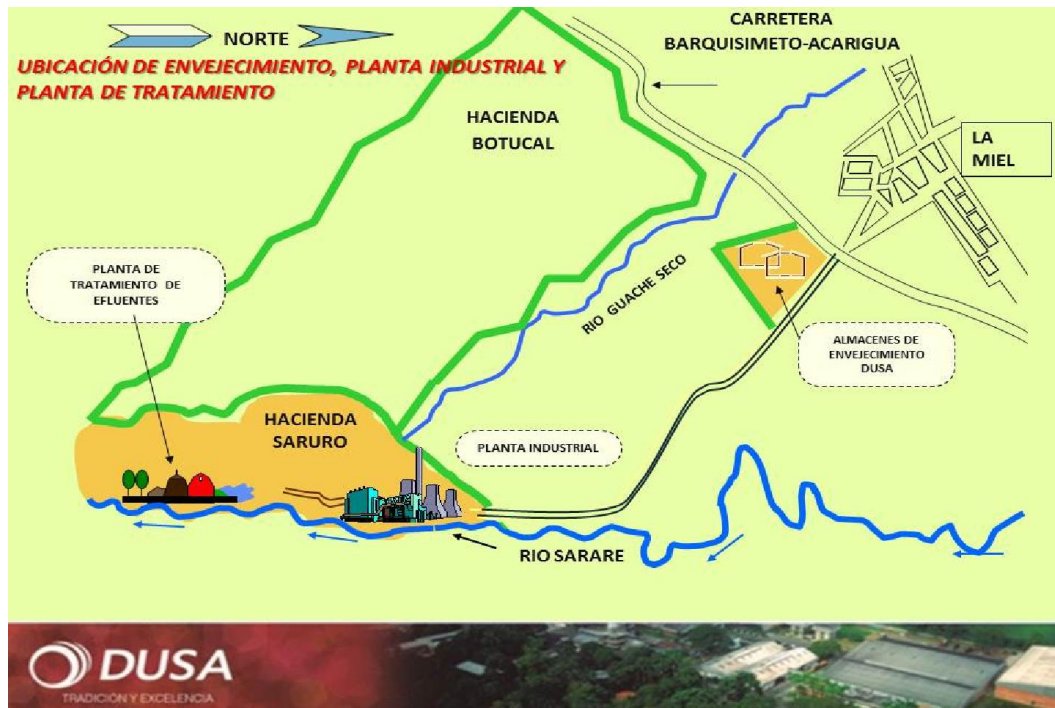 NORTE
UBICACIÓN DE ENVEJECIMIENTO, PLANTA INDUSTRIAL Y
PLANTA DE TRATAMIENTO
CARRETERA
BARQUISIMETO-ACARIGUA
HACIENDA
BOTUCAL
LA
MIEL
PLANTA DE
TRATAMIENTO DE
EFLUENTES
RIO GUACHE SECO
ALMACENES DE
ENVEJECIMIENTO
DUSA
HACIENDA
SARURO
PLANTA INDUSTRIAL
RIO SARARE
DUSA
TRADICIÓN Y EXCELENCIA